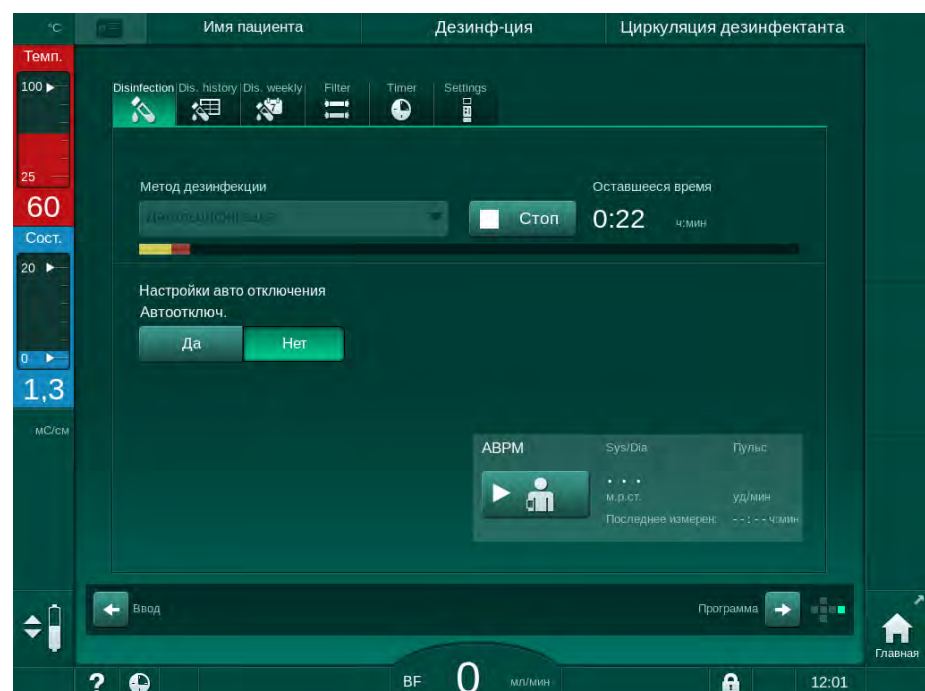 °C
Имя пациента
Дезинф-ция
Циркуляция дезинфектанта
Темп.
100
25
60
Сост.
20
0
1,3
мС/см
Disinfection
Dis. history
Dis. weekly
7
Filter
Timer
Settings
Метод дезинфекции
Стоп
Оставшееся время
0:22 ч:мин
Настройки авто отключения
Автоотключ.
Да
Нет
ABPM
Sys/Dia
Пульс
. . .
м.р.ст.
уд/мин
Последнее измерен: --:-- ч:мин
Ввод
Программа
Главная
?
BF 0 мл/мин
12:01